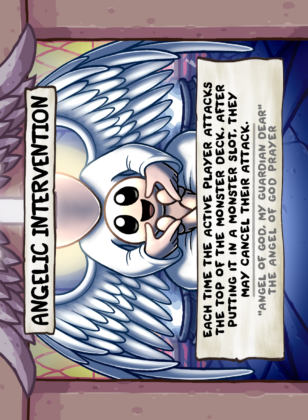 ANGELIC INTERVENTION
EACH TIME THE ACTIVE PLAYER ATTACKS
THE TOP OF THE MONSTER DECK, AFTER
PUTTING IT IN A MONSTER SLOT, THEY
MAY CANCEL THEIR ATTACK.
"ANGEL OF GOD, MY GUARDIAN DEAR"
THE ANGEL OF GOD PRAYER